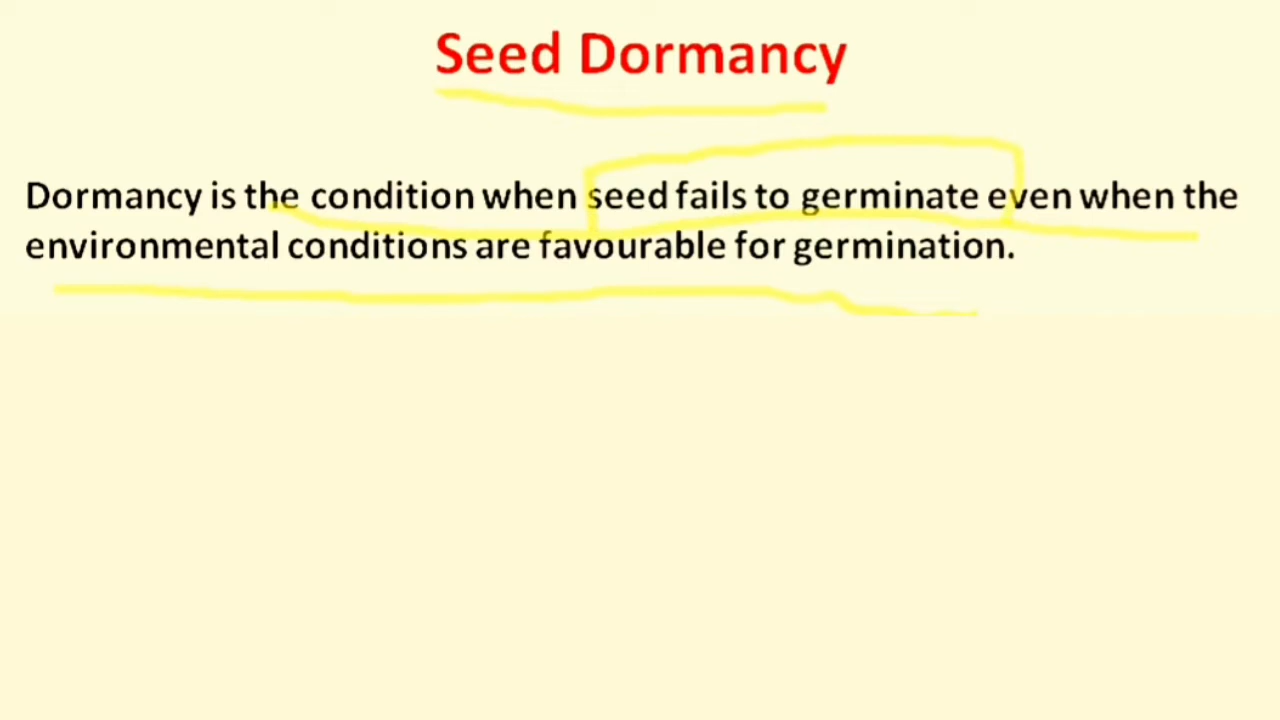 Seed Dormancy
Dormancy is the condition when seed fails to germinate even when the
environmental conditions are favourable for germination.